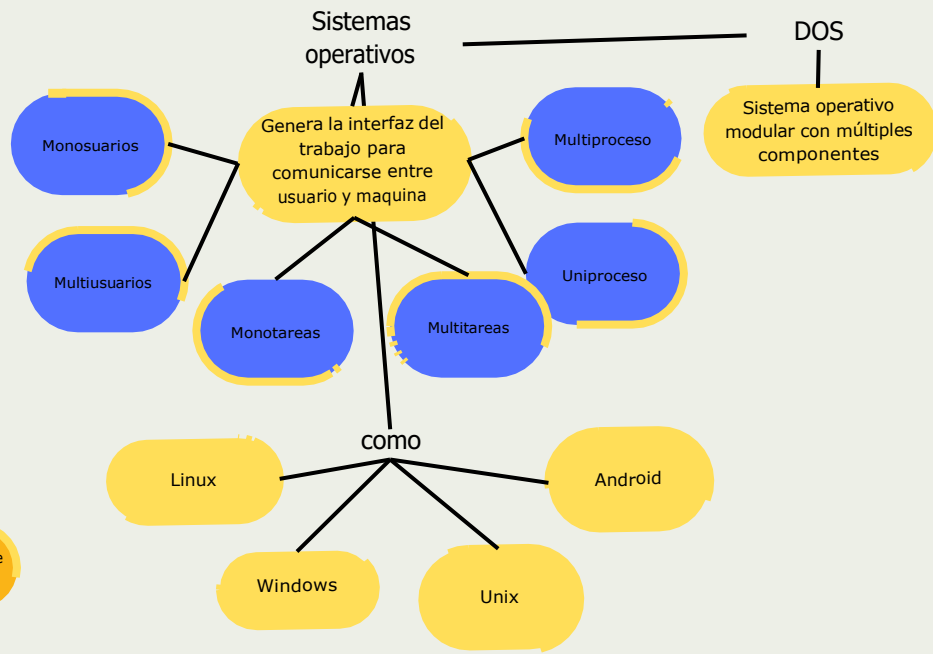 Sistemas
operativos
DOS
Monosuarios
Genera la interfaz del
trabajo para
comunicarse entre
usuario y maquina
Multiproceso
Sistema operativo
modular con múltiples
componentes
Multiusuarios
Monotareas
Multitareas
Uniproceso
como
Linux
Android
Windows
Unix
e